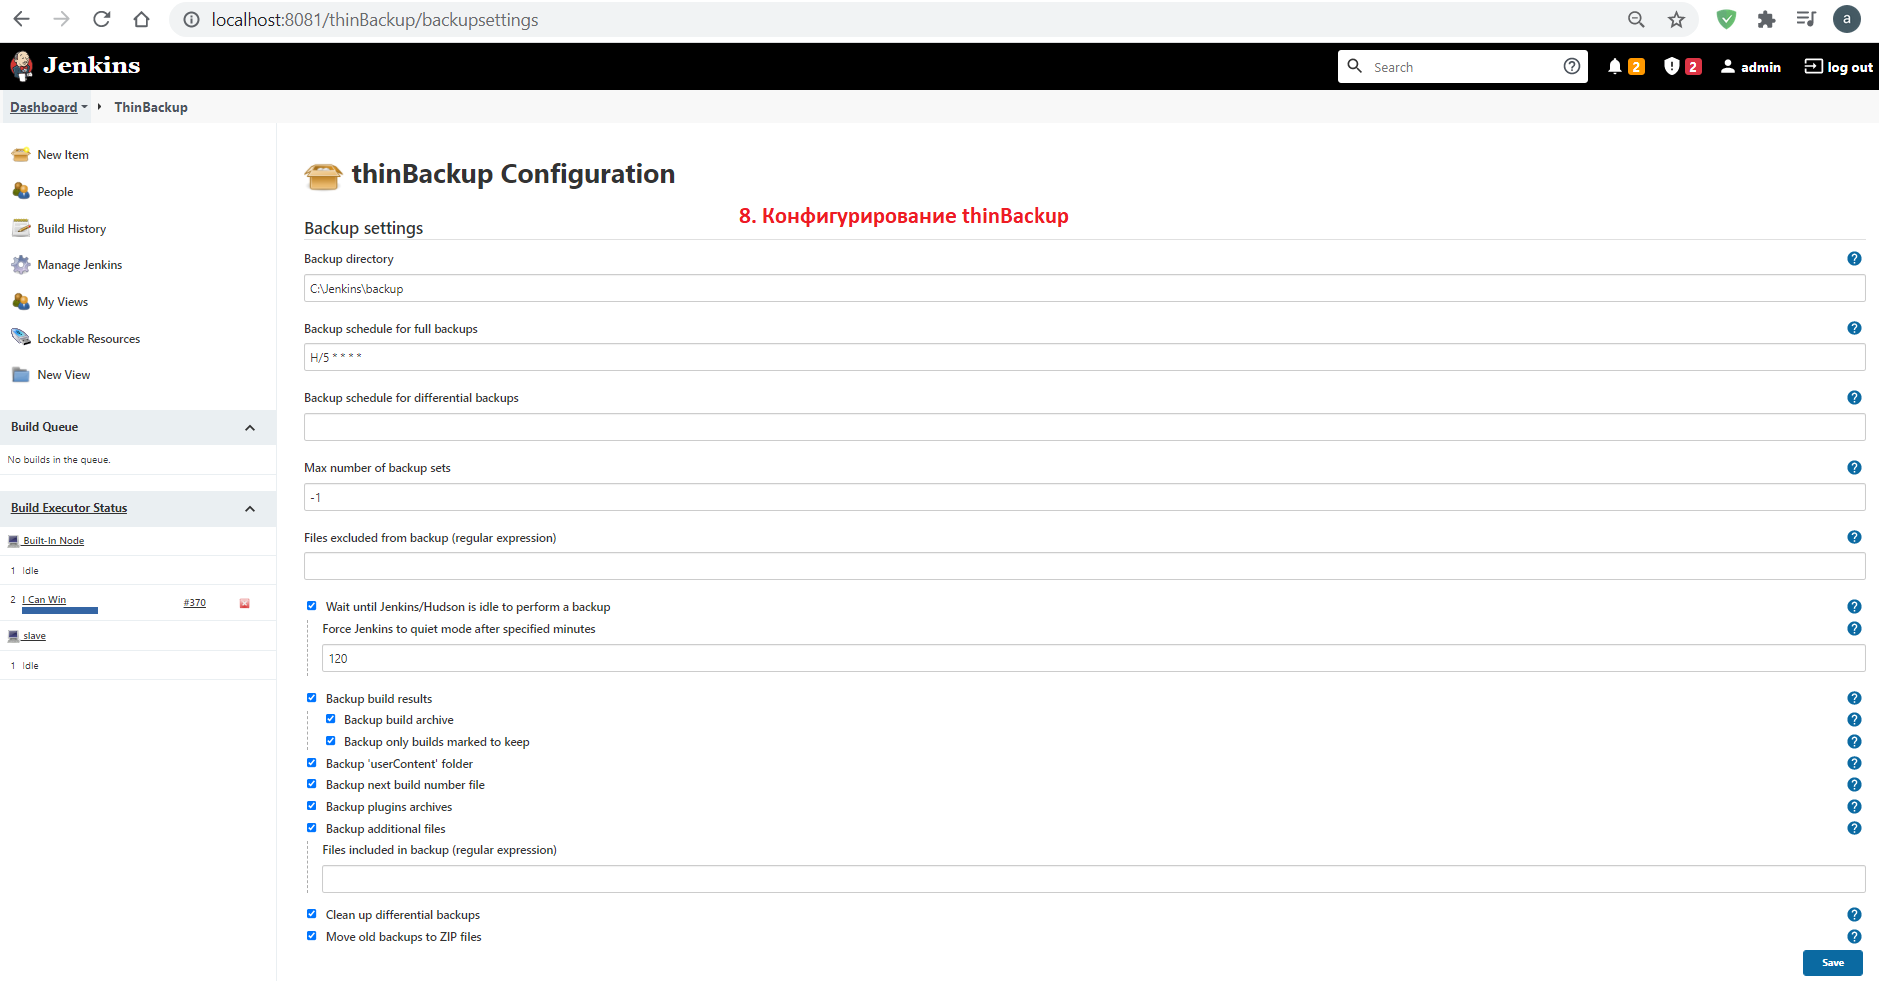 localhost:8081/thinBackup/backupsettings
a
Jenkins
Search
2
2
admin
log out
Dashboard
ThinBackup
New Item
People
Build History
Manage Jenkins
My Views
Lockable Resources
New View
Build Queue
No builds in the queue.
Build Executor Status
Built-In Node
1 Idle
2 I Can Win #370
slave
1 Idle
thinBackup Configuration
8. Конфигурирование thinBackup
Backup settings
Backup directory
C:\Jenkins\backup
Backup schedule for full backups
H/5 * * * *
Backup schedule for differential backups
Max number of backup sets
-1
Files excluded from backup (regular expression)
Wait until Jenkins/Hudson is idle to perform a backup
Force Jenkins to quiet mode after specified minutes
120
Backup build results
Backup build archive
Backup only builds marked to keep
Backup 'userContent' folder
Backup next build number file
Backup plugins archives
Backup additional files
Files included in backup (regular expression)
Clean up differential backups
Move old backups to ZIP files
Save